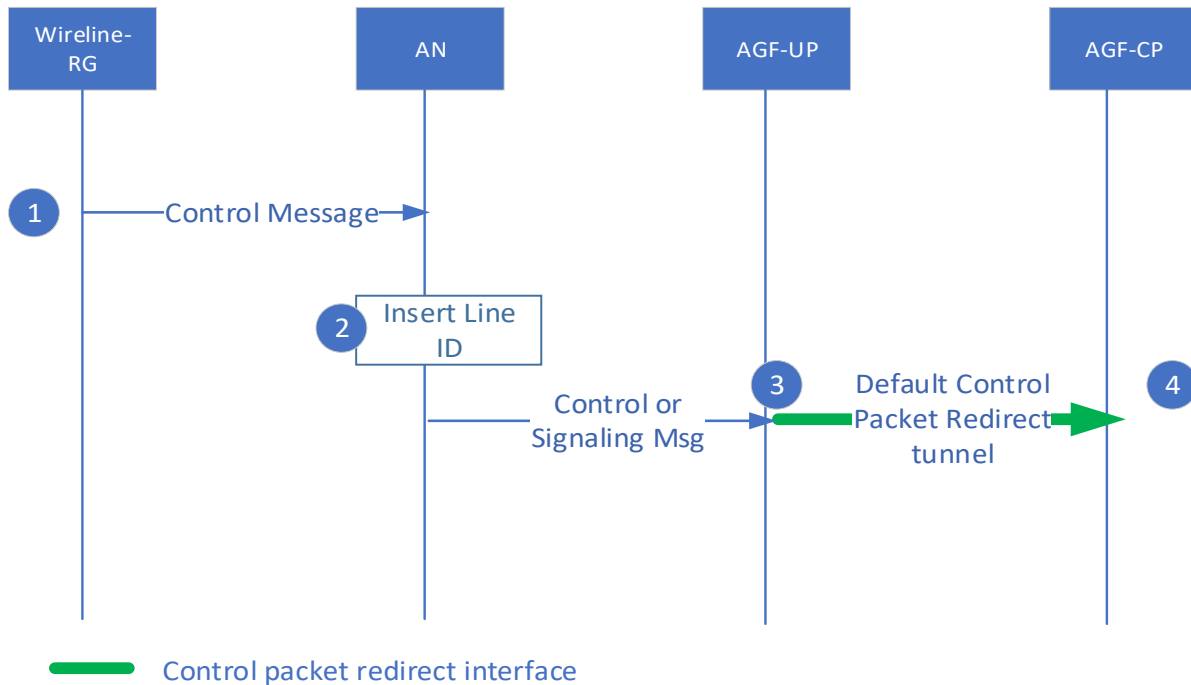 Wireline-
RG
AN
AGF-UP
AGF-CP
1
Control Message
2
Insert Line
ID
Control or
Signaling Msg
3
Default Control
Packet Redirect
tunnel
4
Control packet redirect interface